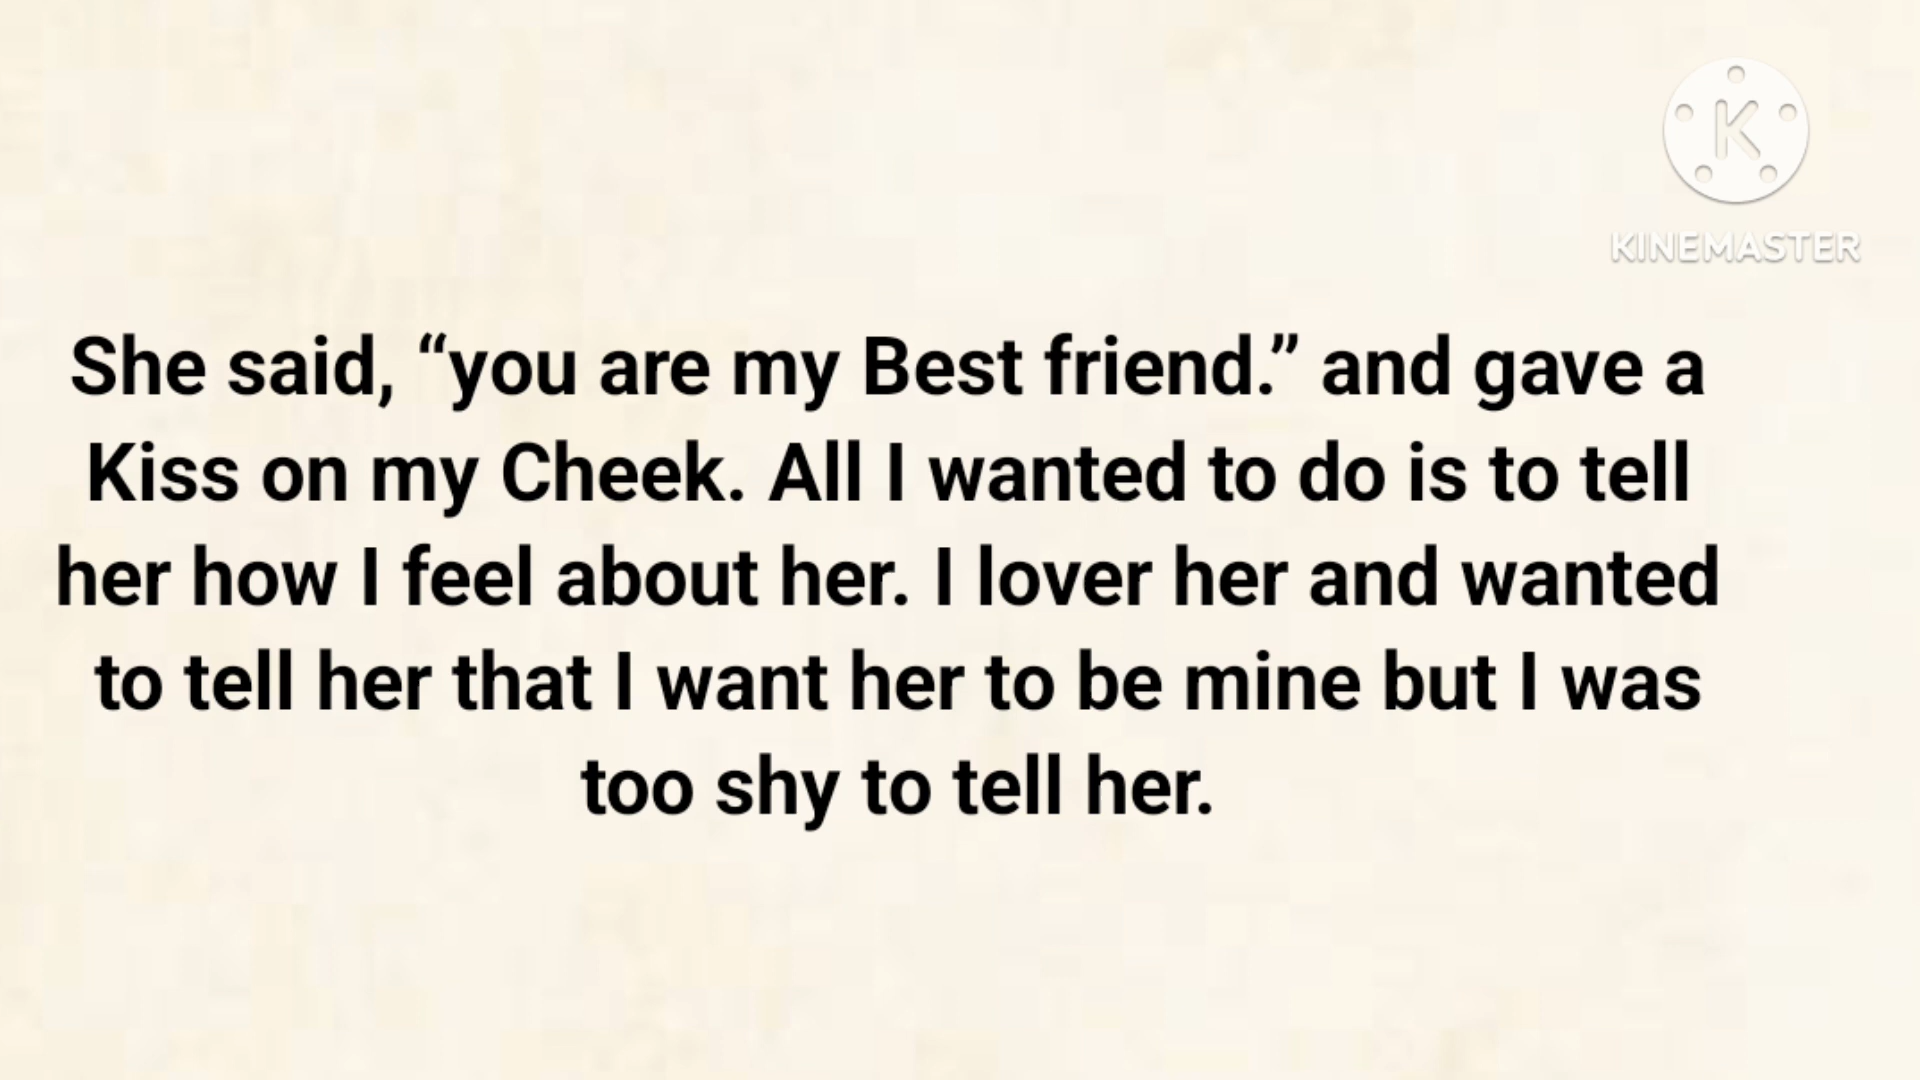 K
KINEMASTER
She said, “you are my Best friend.” and gave a
Kiss on my Cheek. All I wanted to do is to tell
her how I feel about her. I lover her and wanted
to tell her that I want her to be mine but I was
too shy to tell her.